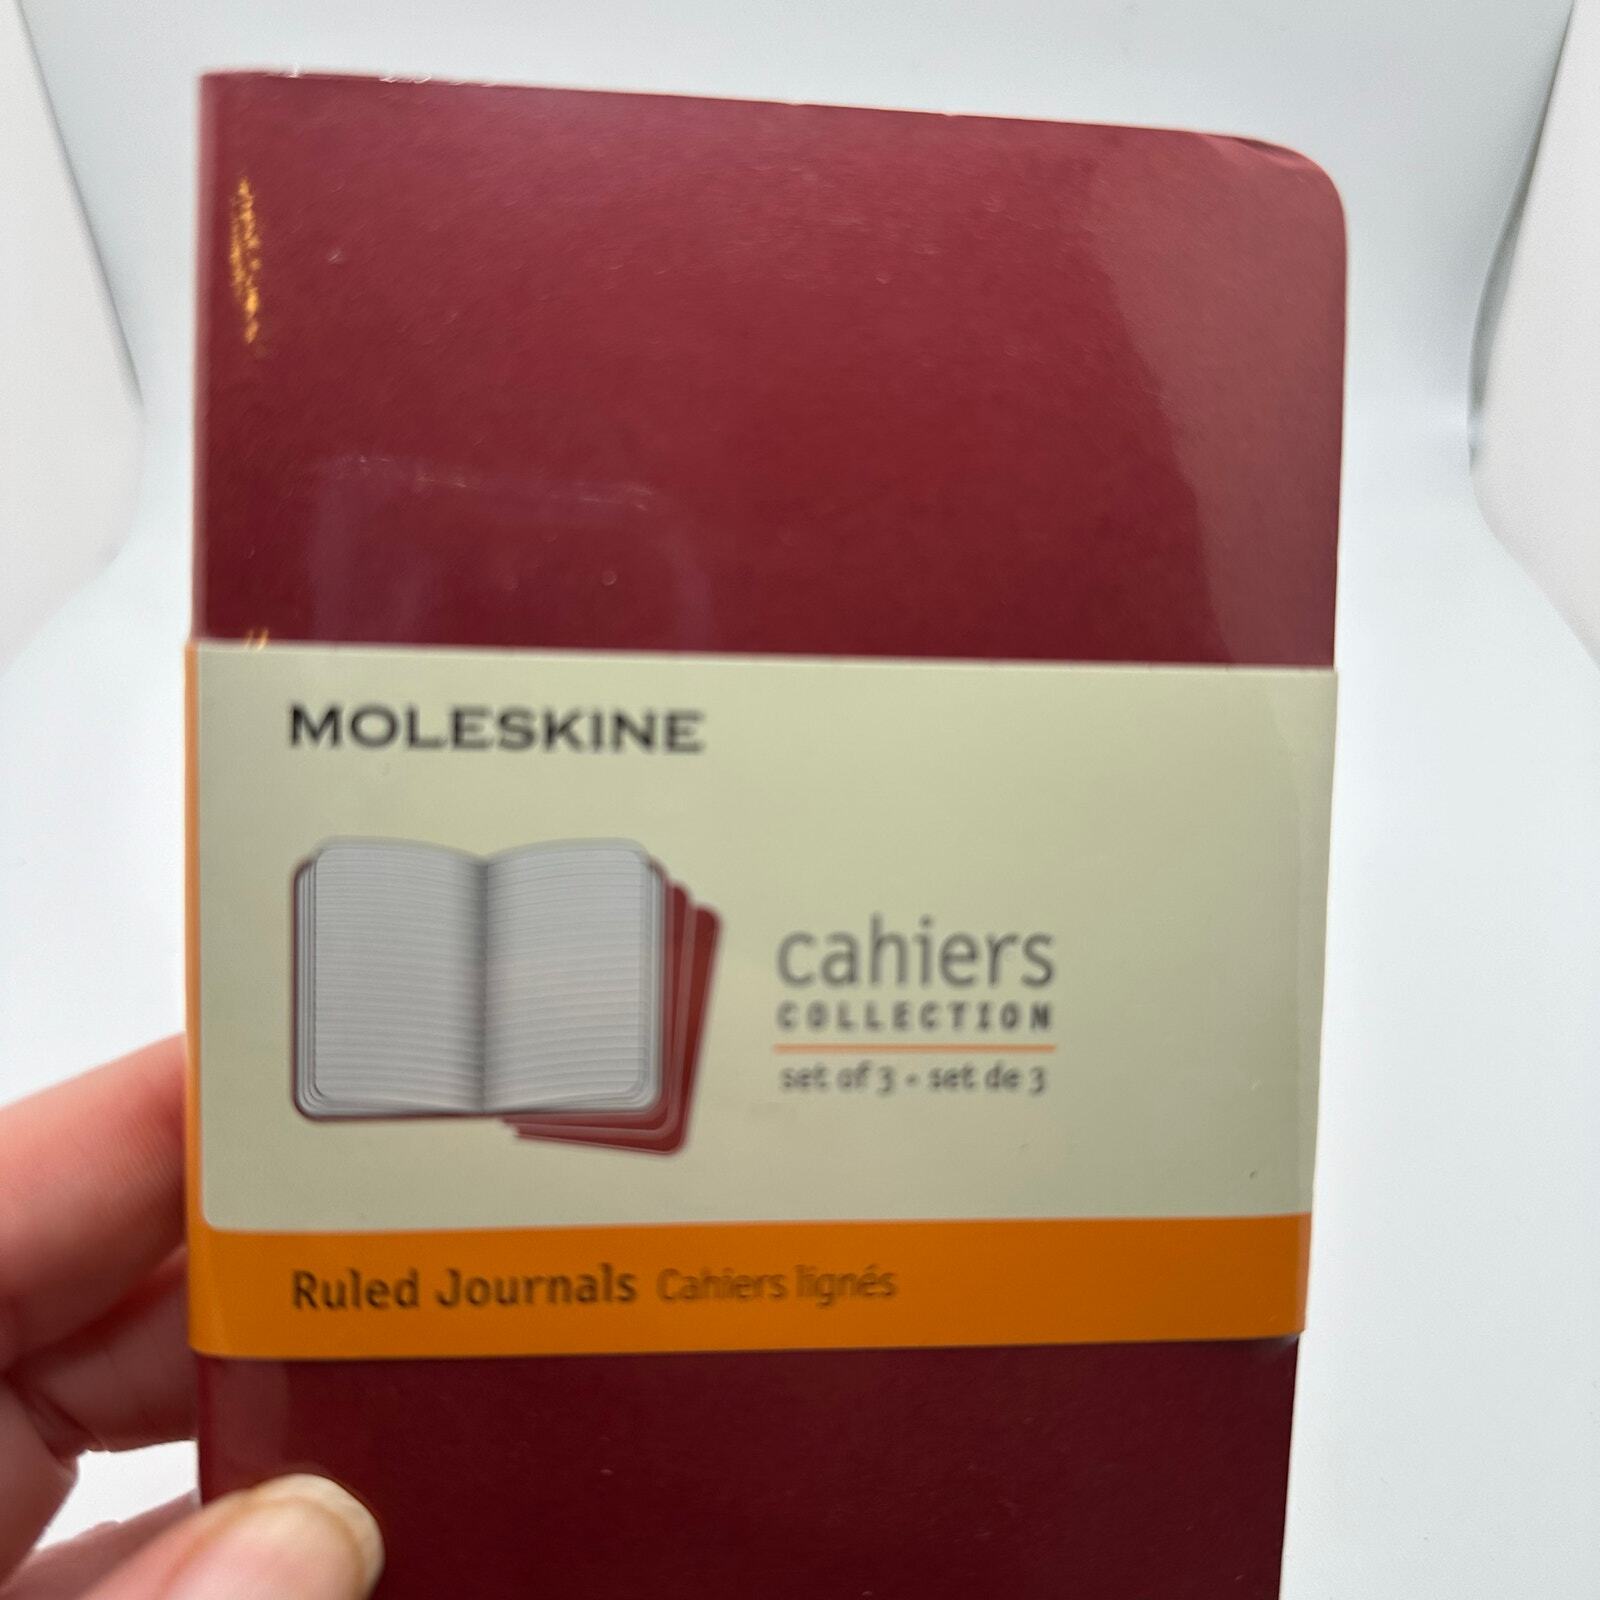 MOLESKINE
cahiers
COLLECTION
set of 3 • set de 3
Ruled Journals Cahiers lignés